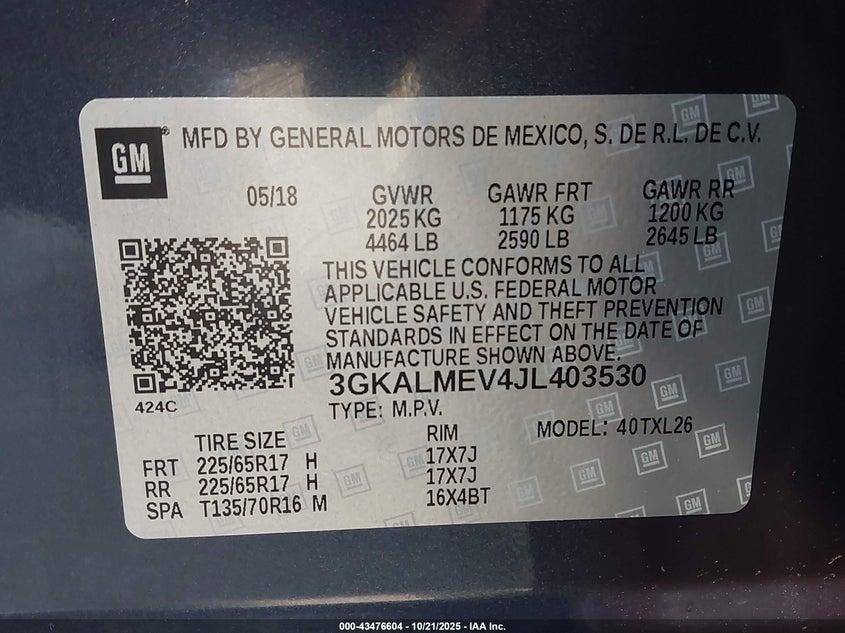 GM® MFD BY GENERAL MOTORS DE MEXICO, S. DE R.L. DE C.V.
05/18 GVWR GAWR FRT GAWR RR
2025 KG 1175 KG 1200 KG
4464 LB 2590 LB 2645 LB
THIS VEHICLE CONFORMS TO ALL
APPLICABLE U.S. FEDERAL MOTOR
VEHICLE SAFETY AND THEFT PREVENTION
STANDARDS IN EFFECT ON THE DATE OF
MANUFACTURE SHOWN ABOVE.
3GKALMEV4JL403530
424C
TYPE: M.P.V. MODEL: 40TXL26
TIRE SIZE RIM
FRT 225/65R17 H 17X7J
RR 225/65R17 H 17X7J
SPA T135/70R16 M 16X4BT
000-43476604 - 10/21/2025 - IAA Inc.